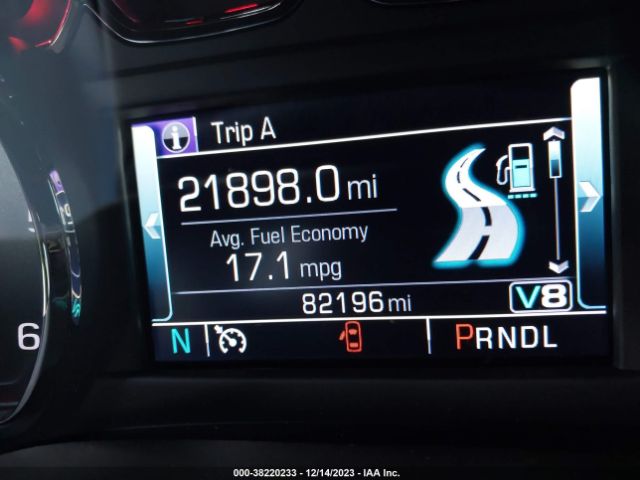 Trip A
21898.0 mi
Avg. Fuel Economy
17.1 mpg
82196 mi
V8
N
PRNDL
6
000-38220233 - 12/14/2023 - IAA Inc.